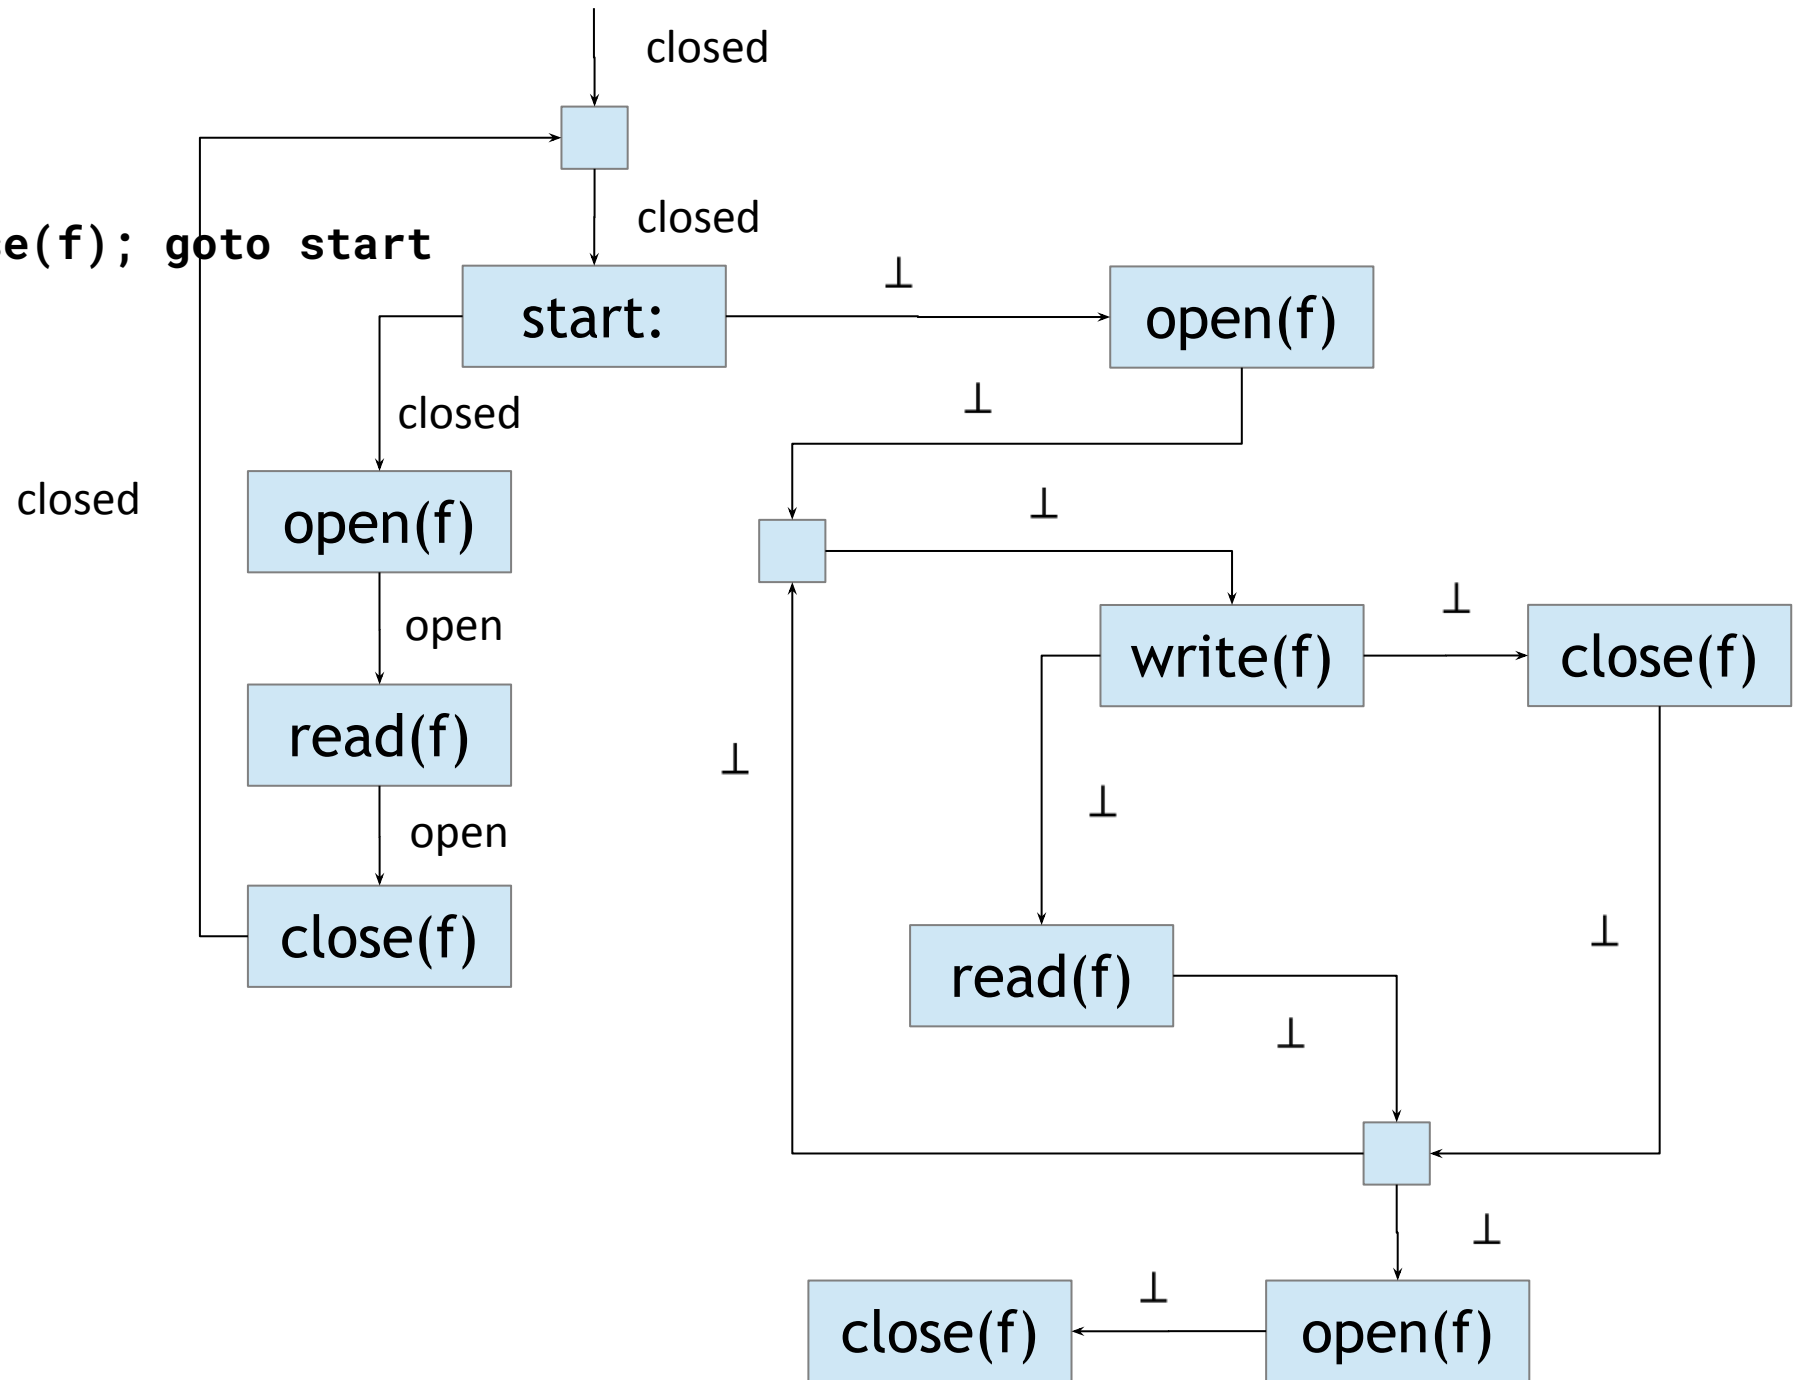 closed
closed
e(f); goto start
⊥
start:
open(f)
⊥
closed
closed
⊥
open(f)
⊥
open
write(f)
close(f)
read(f)
⊥
⊥
open
⊥
close(f)
read(f)
⊥
⊥
⊥
close(f)
open(f)